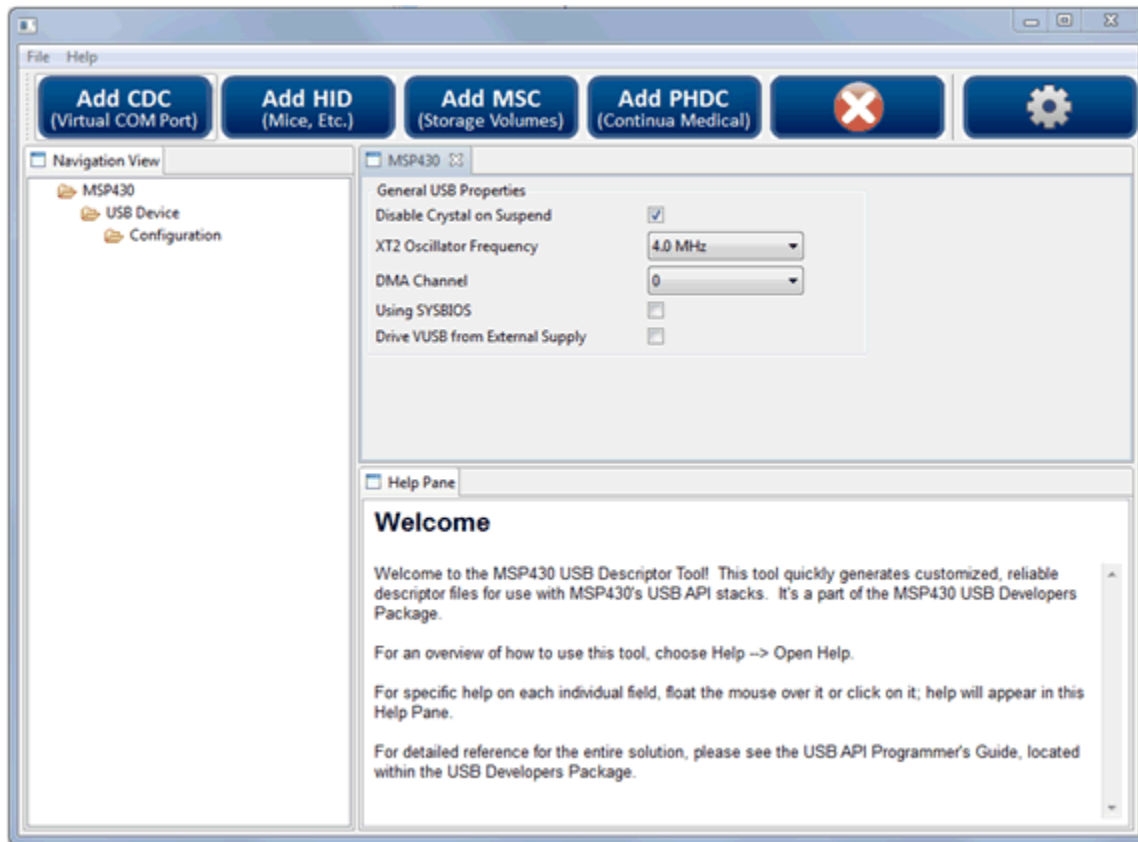 File Help
Add CDC
(Virtual COM Port)
Add HID
(Mice, Etc.)
Add MSC
(Storage Volumes)
Add PHDC
(Continua Medical)
Navigation View
MSP430
USB Device
Configuration
MSP430
General USB Properties
Disable Crystal on Suspend
XT2 Oscillator Frequency 4.0 MHz
DMA Channel 0
Using SYSBIOS
Drive VUSB from External Supply
Help Pane
Welcome
Welcome to the MSP430 USB Descriptor Tool! This tool quickly generates customized, reliable
descriptor files for use with MSP430's USB API stacks. It's a part of the MSP430 USB Developers
Package.
For an overview of how to use this tool, choose Help --> Open Help.
For specific help on each individual field, float the mouse over it or click on it; help will appear in this
Help Pane.
For detailed reference for the entire solution, please see the USB API Programmer's Guide, located
within the USB Developers Package.